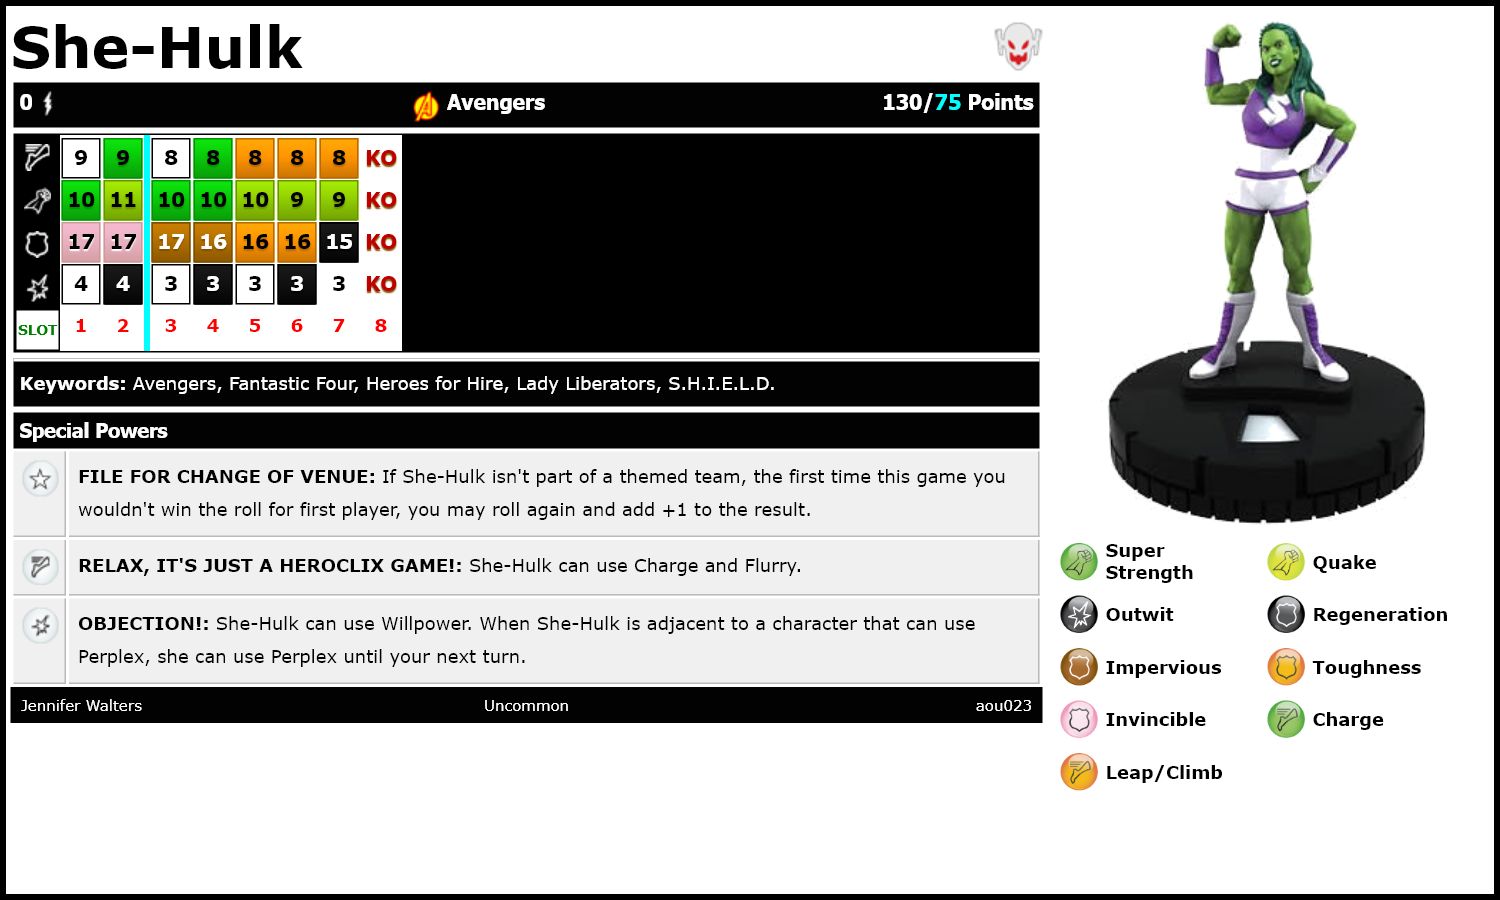 She-Hulk
0 Avengers 130/75 Points
9 9 8 8 8 8 8 KO
10 11 10 10 10 9 9 KO
17 17 17 16 16 16 15 KO
4 4 3 3 3 3 3 KO
SLOT 1 2 3 4 5 6 7 8
Keywords: Avengers, Fantastic Four, Heroes for Hire, Lady Liberators, S.H.I.E.L.D.
Special Powers
FILE FOR CHANGE OF VENUE: If She-Hulk isn't part of a themed team, the first time this game you
wouldn't win the roll for first player, you may roll again and add +1 to the result.
RELAX, IT'S JUST A HEROCLIX GAME!: She-Hulk can use Charge and Flurry.
OBJECTION!: She-Hulk can use Willpower. When She-Hulk is adjacent to a character that can use
Perplex, she can use Perplex until your next turn.
Jennifer Walters Uncommon aou023
Super
Strength
Quake
Outwit
Regeneration
Impervious
Toughness
Invincible
Charge
Leap/Climb